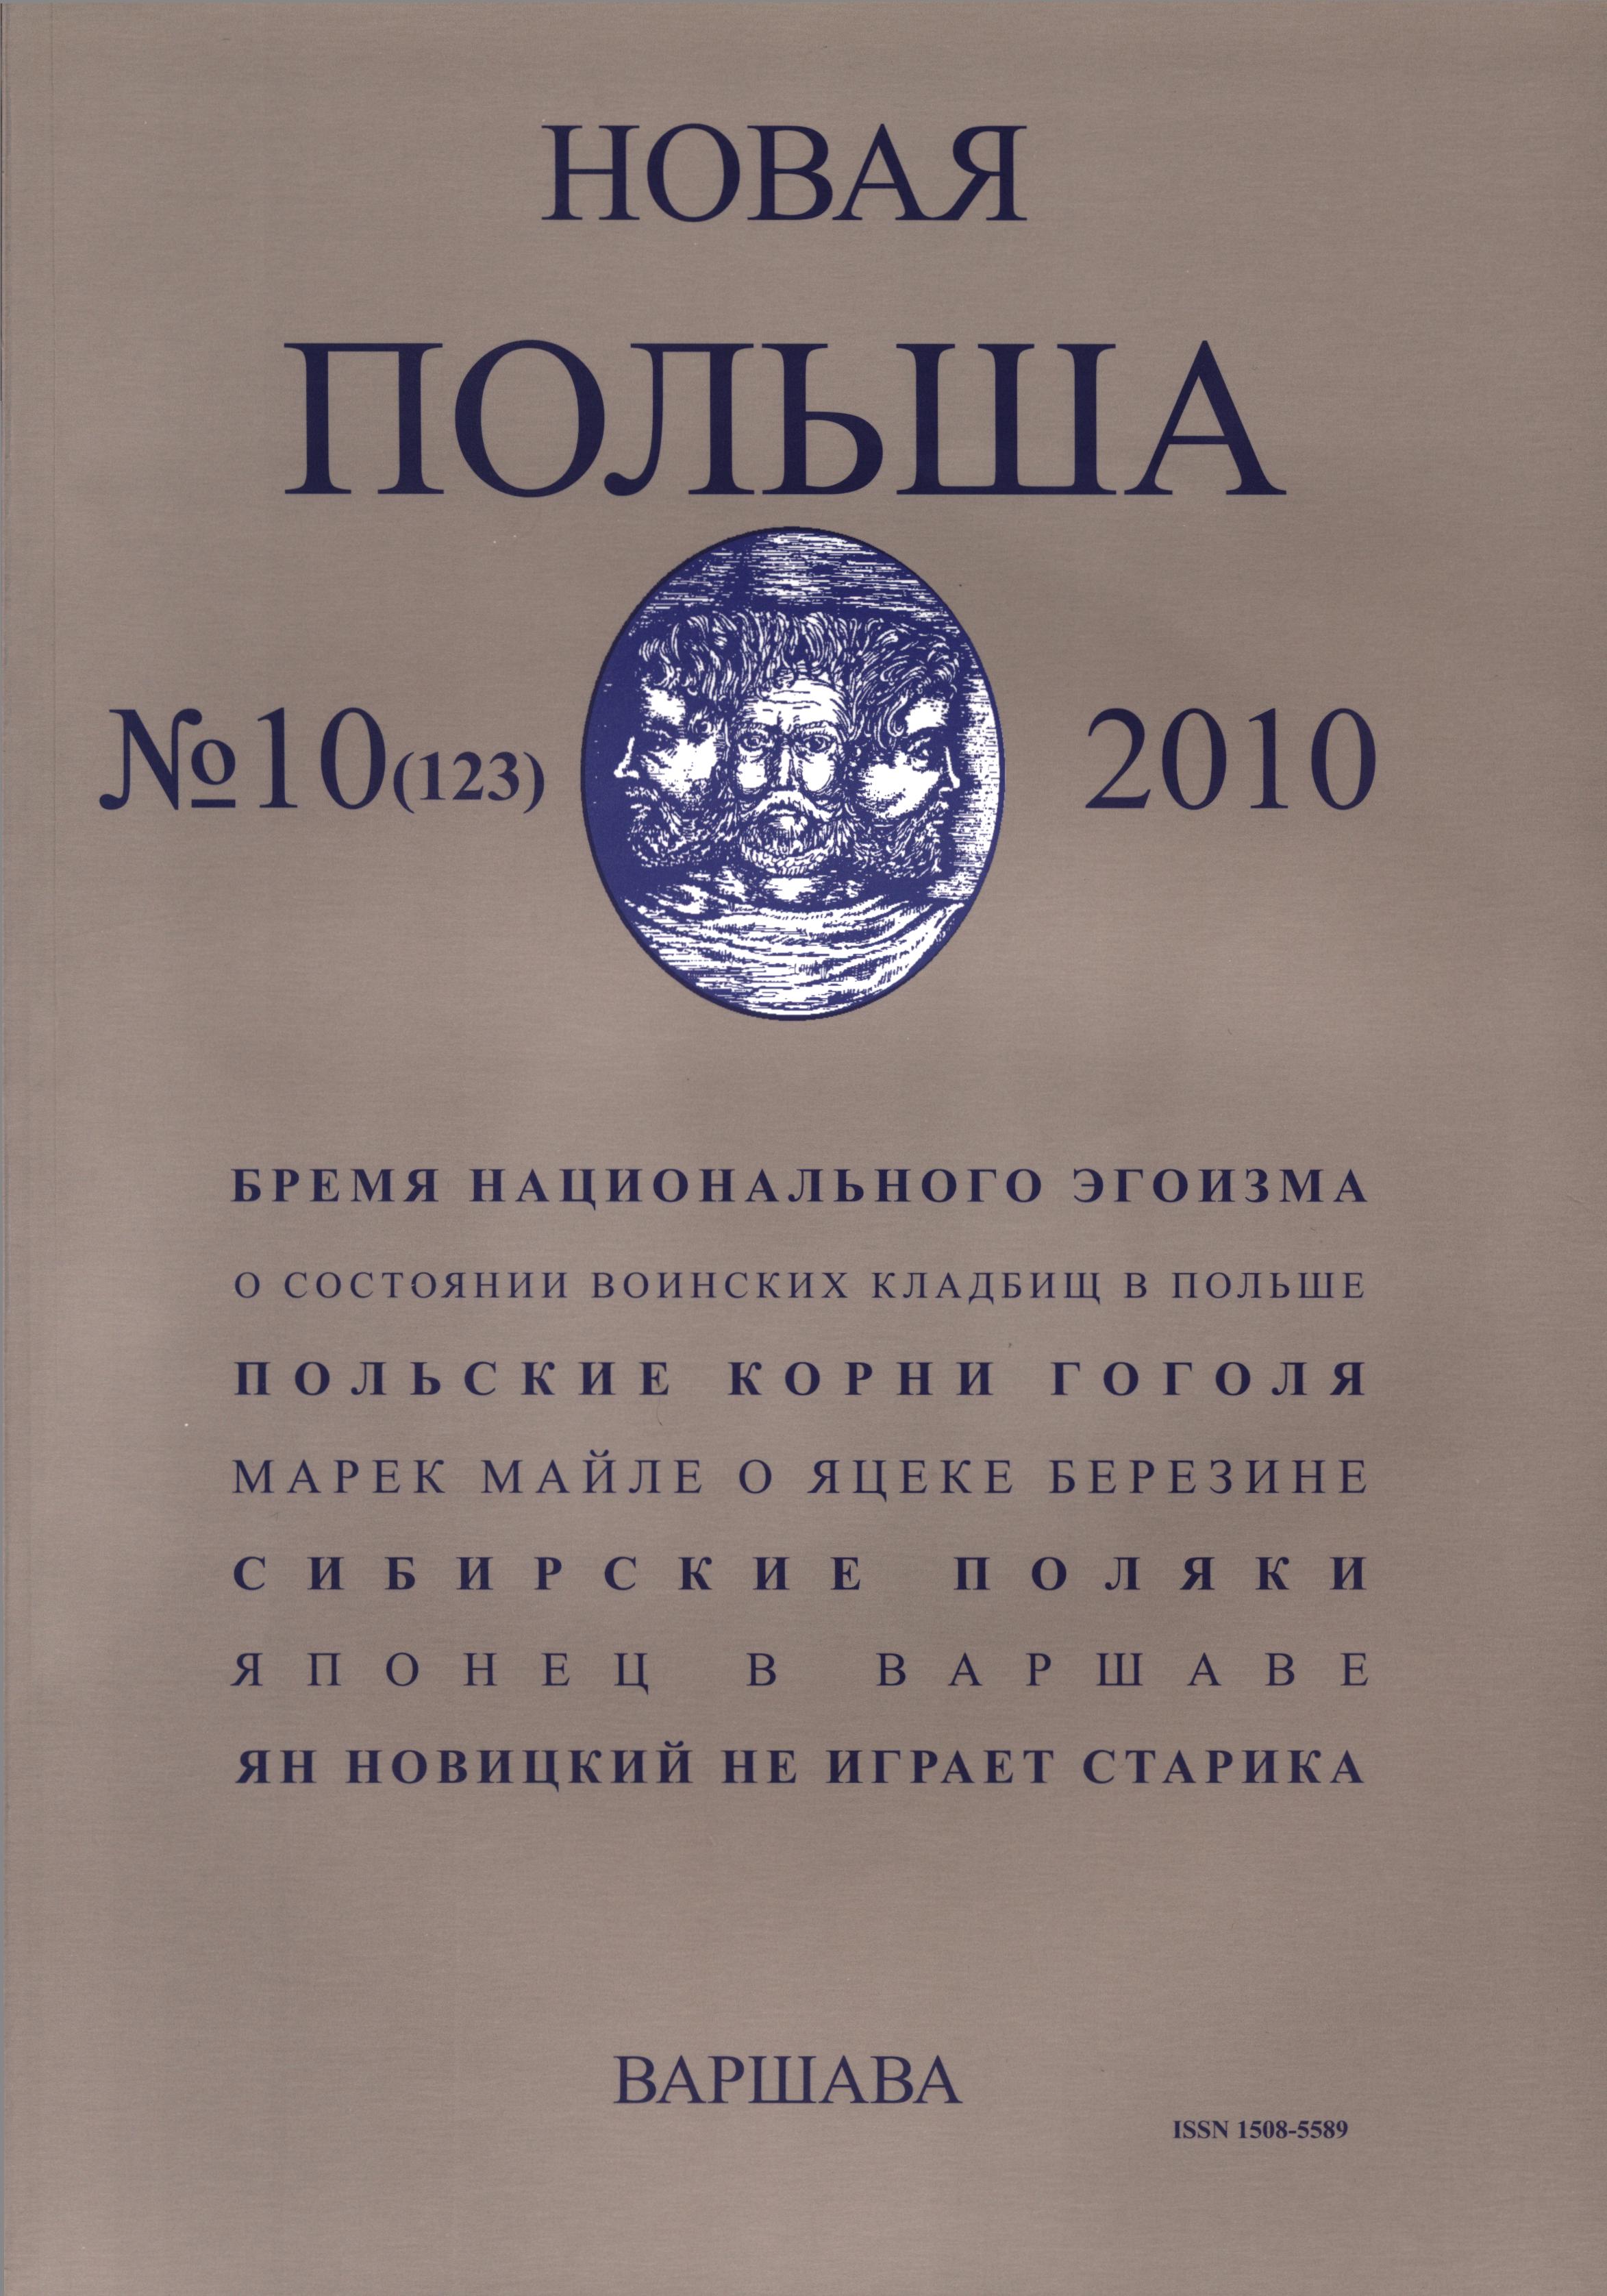 НОВАЯ
ПОЛЬША
№10(123) 2010
БРЕМЯ НАЦИОНАЛЬНОГО ЭГОИЗМА
О СОСТОЯНИИ ВОИНСКИХ КЛАДБИЩ В ПОЛЬШЕ
ПОЛЬСКИЕ КОРНИ ГОГОЛЯ
МАРЕК МАЙЛЕ О ЯЦЕКЕ БЕРЕЗИНЕ
СИБИРСКИЕ ПОЛЯКИ
ЯПОНЕЦ В ВАРШАВЕ
ЯН НОВИЦКИЙ НЕ ИГРАЕТ СТАРИКА
ВАРШАВА
ISSN 1508-5589